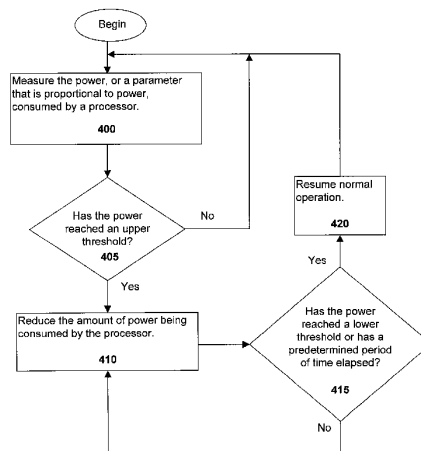 Begin
Measure the power, or a parameter
that is proportional to power,
consumed by a processor.
400
Has the power
reached an upper
threshold?
405
No
Yes
Reduce the amount of power being
consumed by the processor.
410
Resume normal
operation.
420
Yes
Has the power
reached a lower
threshold or has a
predetermined period
of time elapsed?
415
No